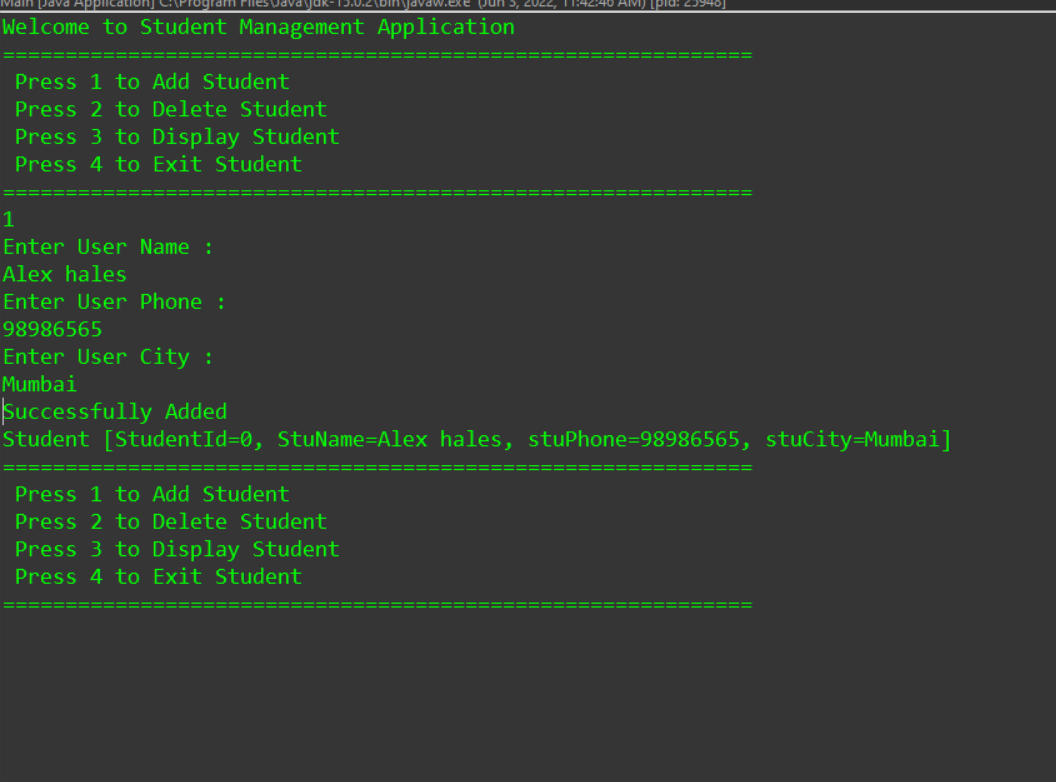 Main [Java Application] C:\Program Files\Java\jdk-15.0.2\bin\javaw.exe (Jun 3, 2022, 11:42:46 AM) [pid: 25948]
Welcome to Student Management Application
============================================================
Press 1 to Add Student
Press 2 to Delete Student
Press 3 to Display Student
Press 4 to Exit Student
============================================================
1
Enter User Name :
Alex hales
Enter User Phone :
98986565
Enter User City :
Mumbai
Successfully Added
Student [StudentId=0, StuName=Alex hales, stuPhone=98986565, stuCity=Mumbai]
============================================================
Press 1 to Add Student
Press 2 to Delete Student
Press 3 to Display Student
Press 4 to Exit Student
============================================================